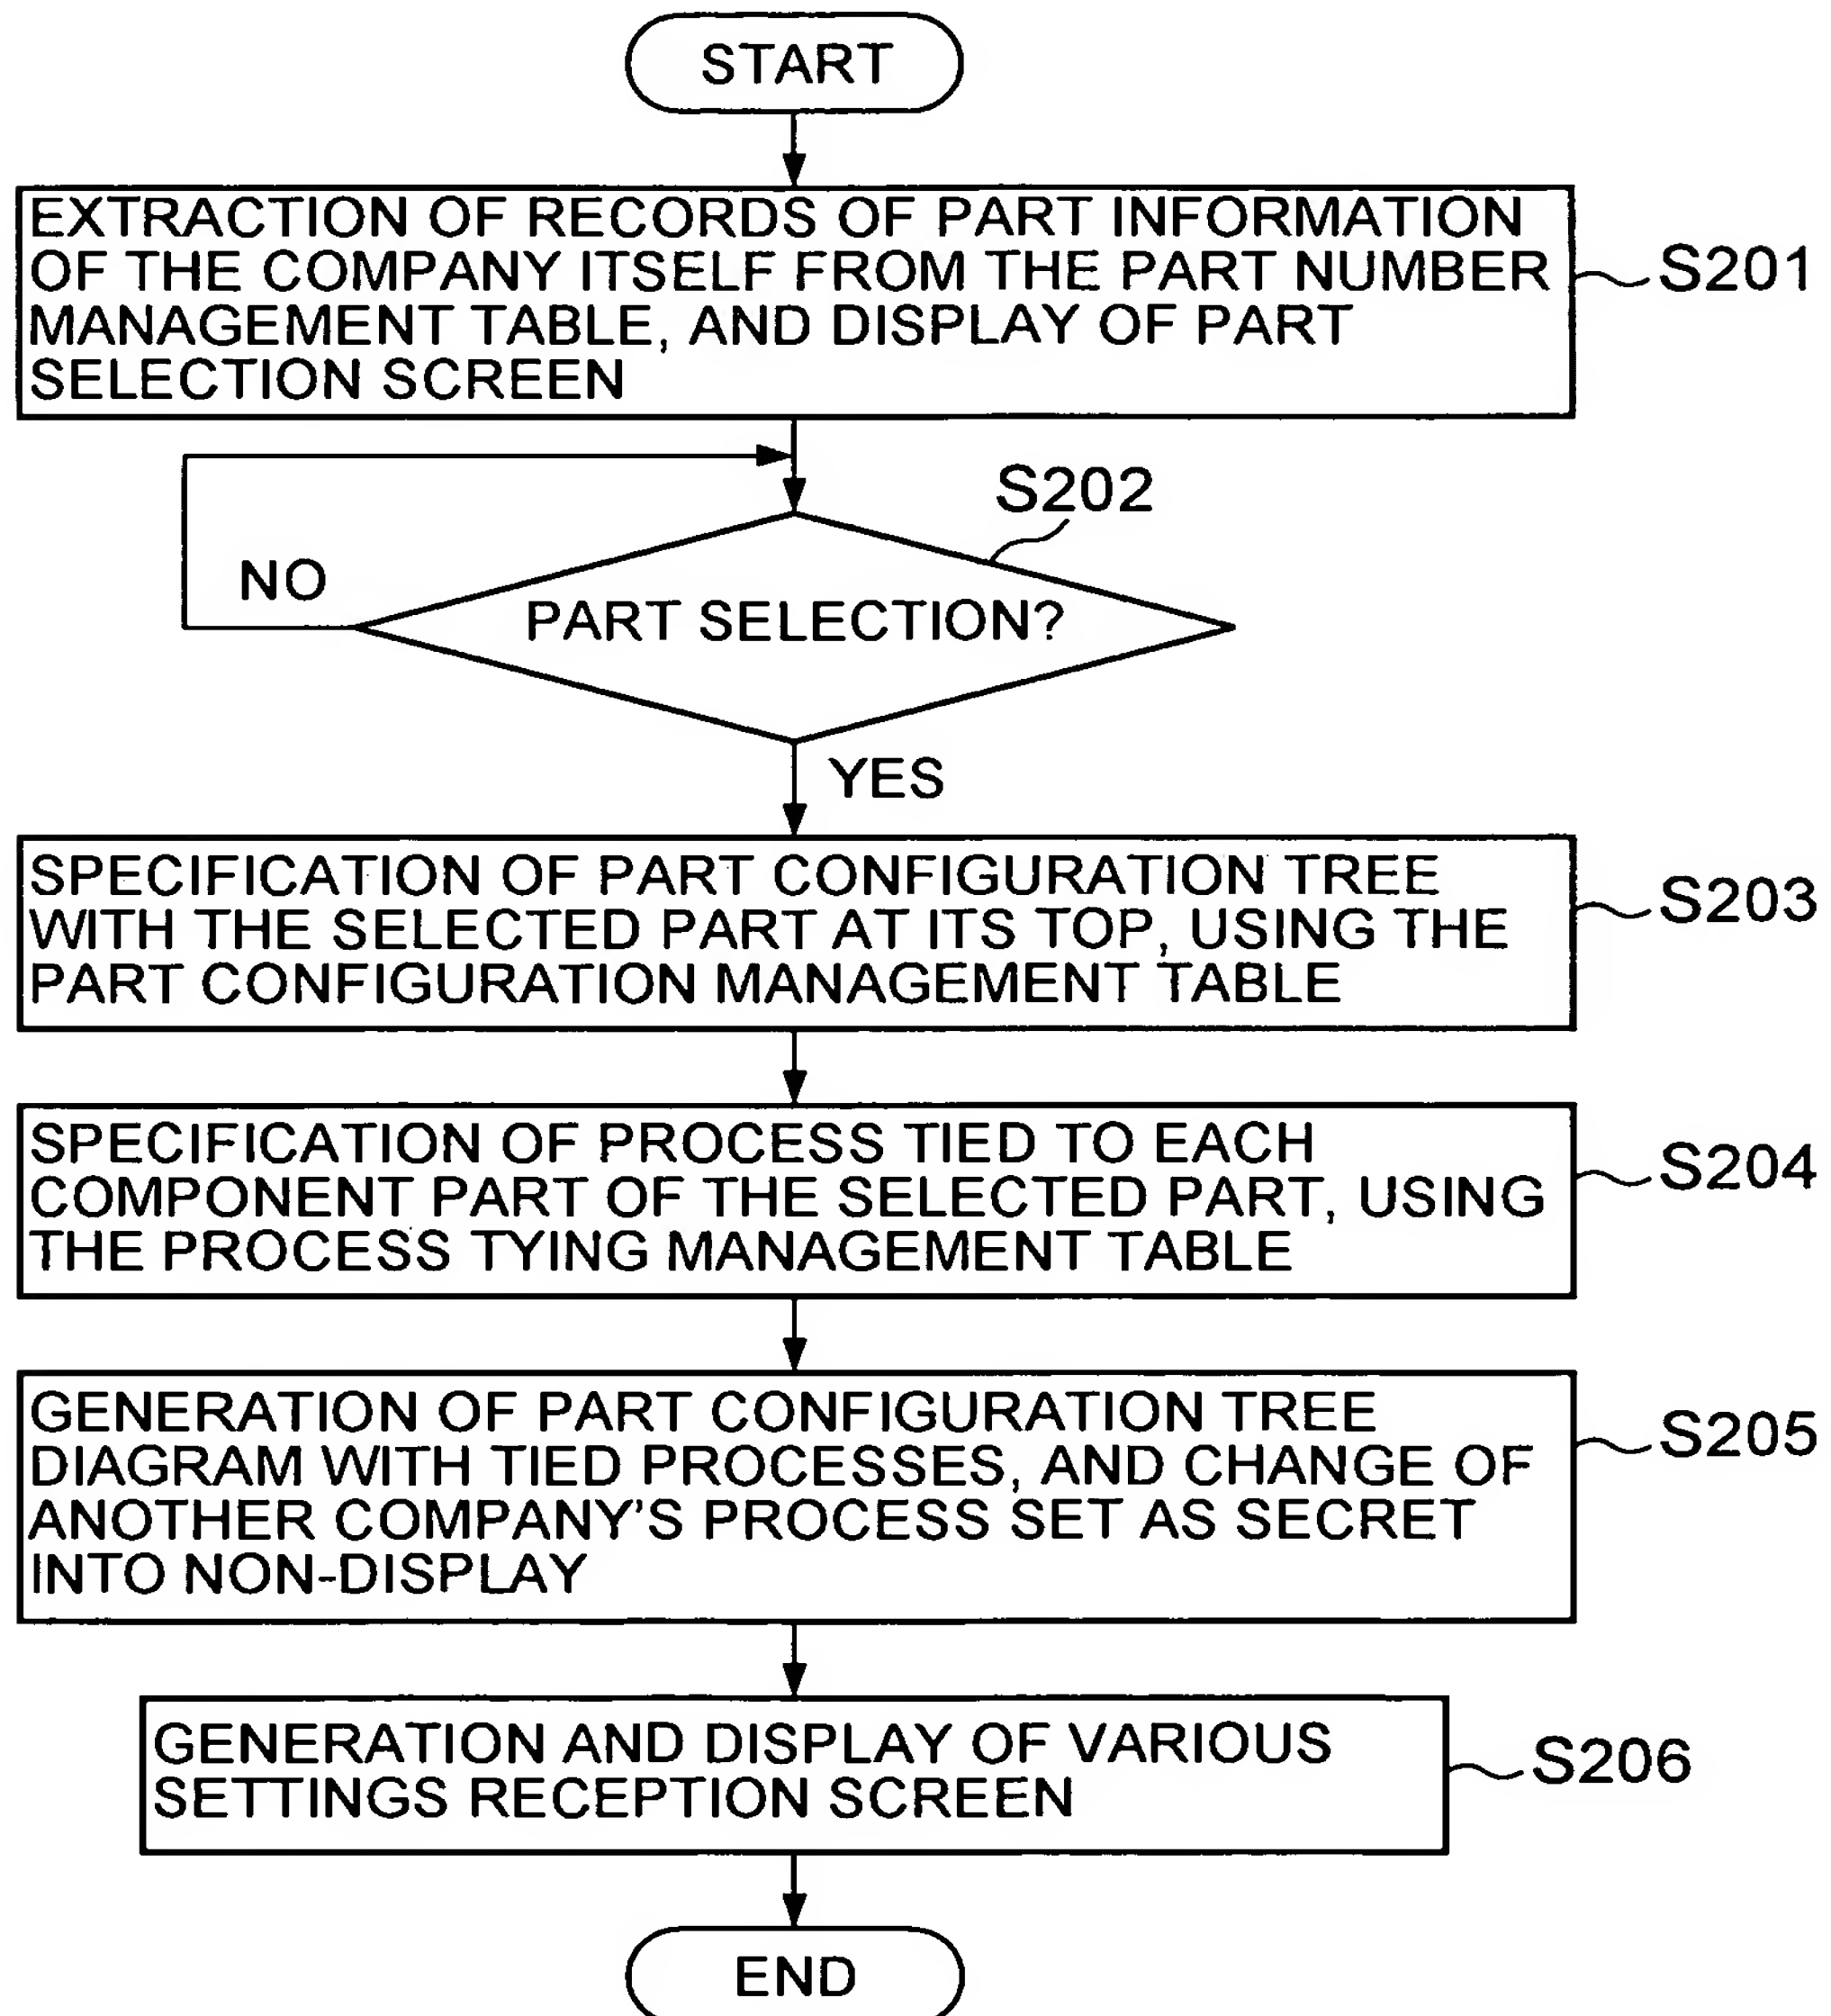 START
EXTRACTION OF RECORDS OF PART INFORMATION
OF THE COMPANY ITSELF FROM THE PART NUMBER
MANAGEMENT TABLE, AND DISPLAY OF PART
SELECTION SCREEN
S201
S202
NO
PART SELECTION?
YES
SPECIFICATION OF PART CONFIGURATION TREE
WITH THE SELECTED PART AT ITS TOP, USING THE
PART CONFIGURATION MANAGEMENT TABLE
S203
SPECIFICATION OF PROCESS TIED TO EACH
COMPONENT PART OF THE SELECTED PART, USING
THE PROCESS TYING MANAGEMENT TABLE
S204
GENERATION OF PART CONFIGURATION TREE
DIAGRAM WITH TIED PROCESSES, AND CHANGE OF
ANOTHER COMPANY'S PROCESS SET AS SECRET
INTO NON-DISPLAY
S205
GENERATION AND DISPLAY OF VARIOUS
SETTINGS RECEPTION SCREEN
S206
END